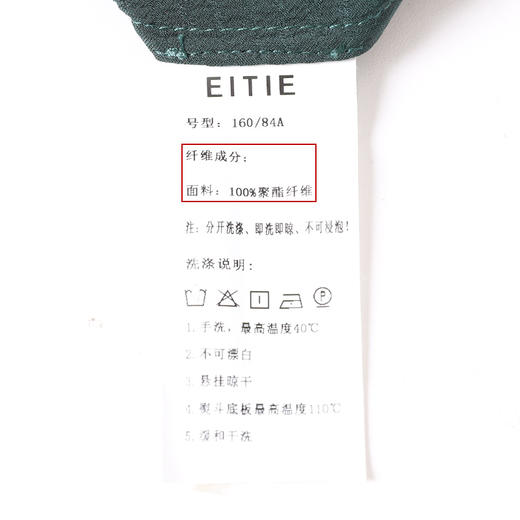 EITIE
号型：160/84A
纤维成分：
面料：100%聚酯纤维
注：分开洗涤、即洗即晾、不可浸泡！
洗涤说明：
P
1.手洗，最高温度40℃
2.不可漂白
3.悬挂晾干
4.熨斗底板最高温度110℃
5.缓和干洗